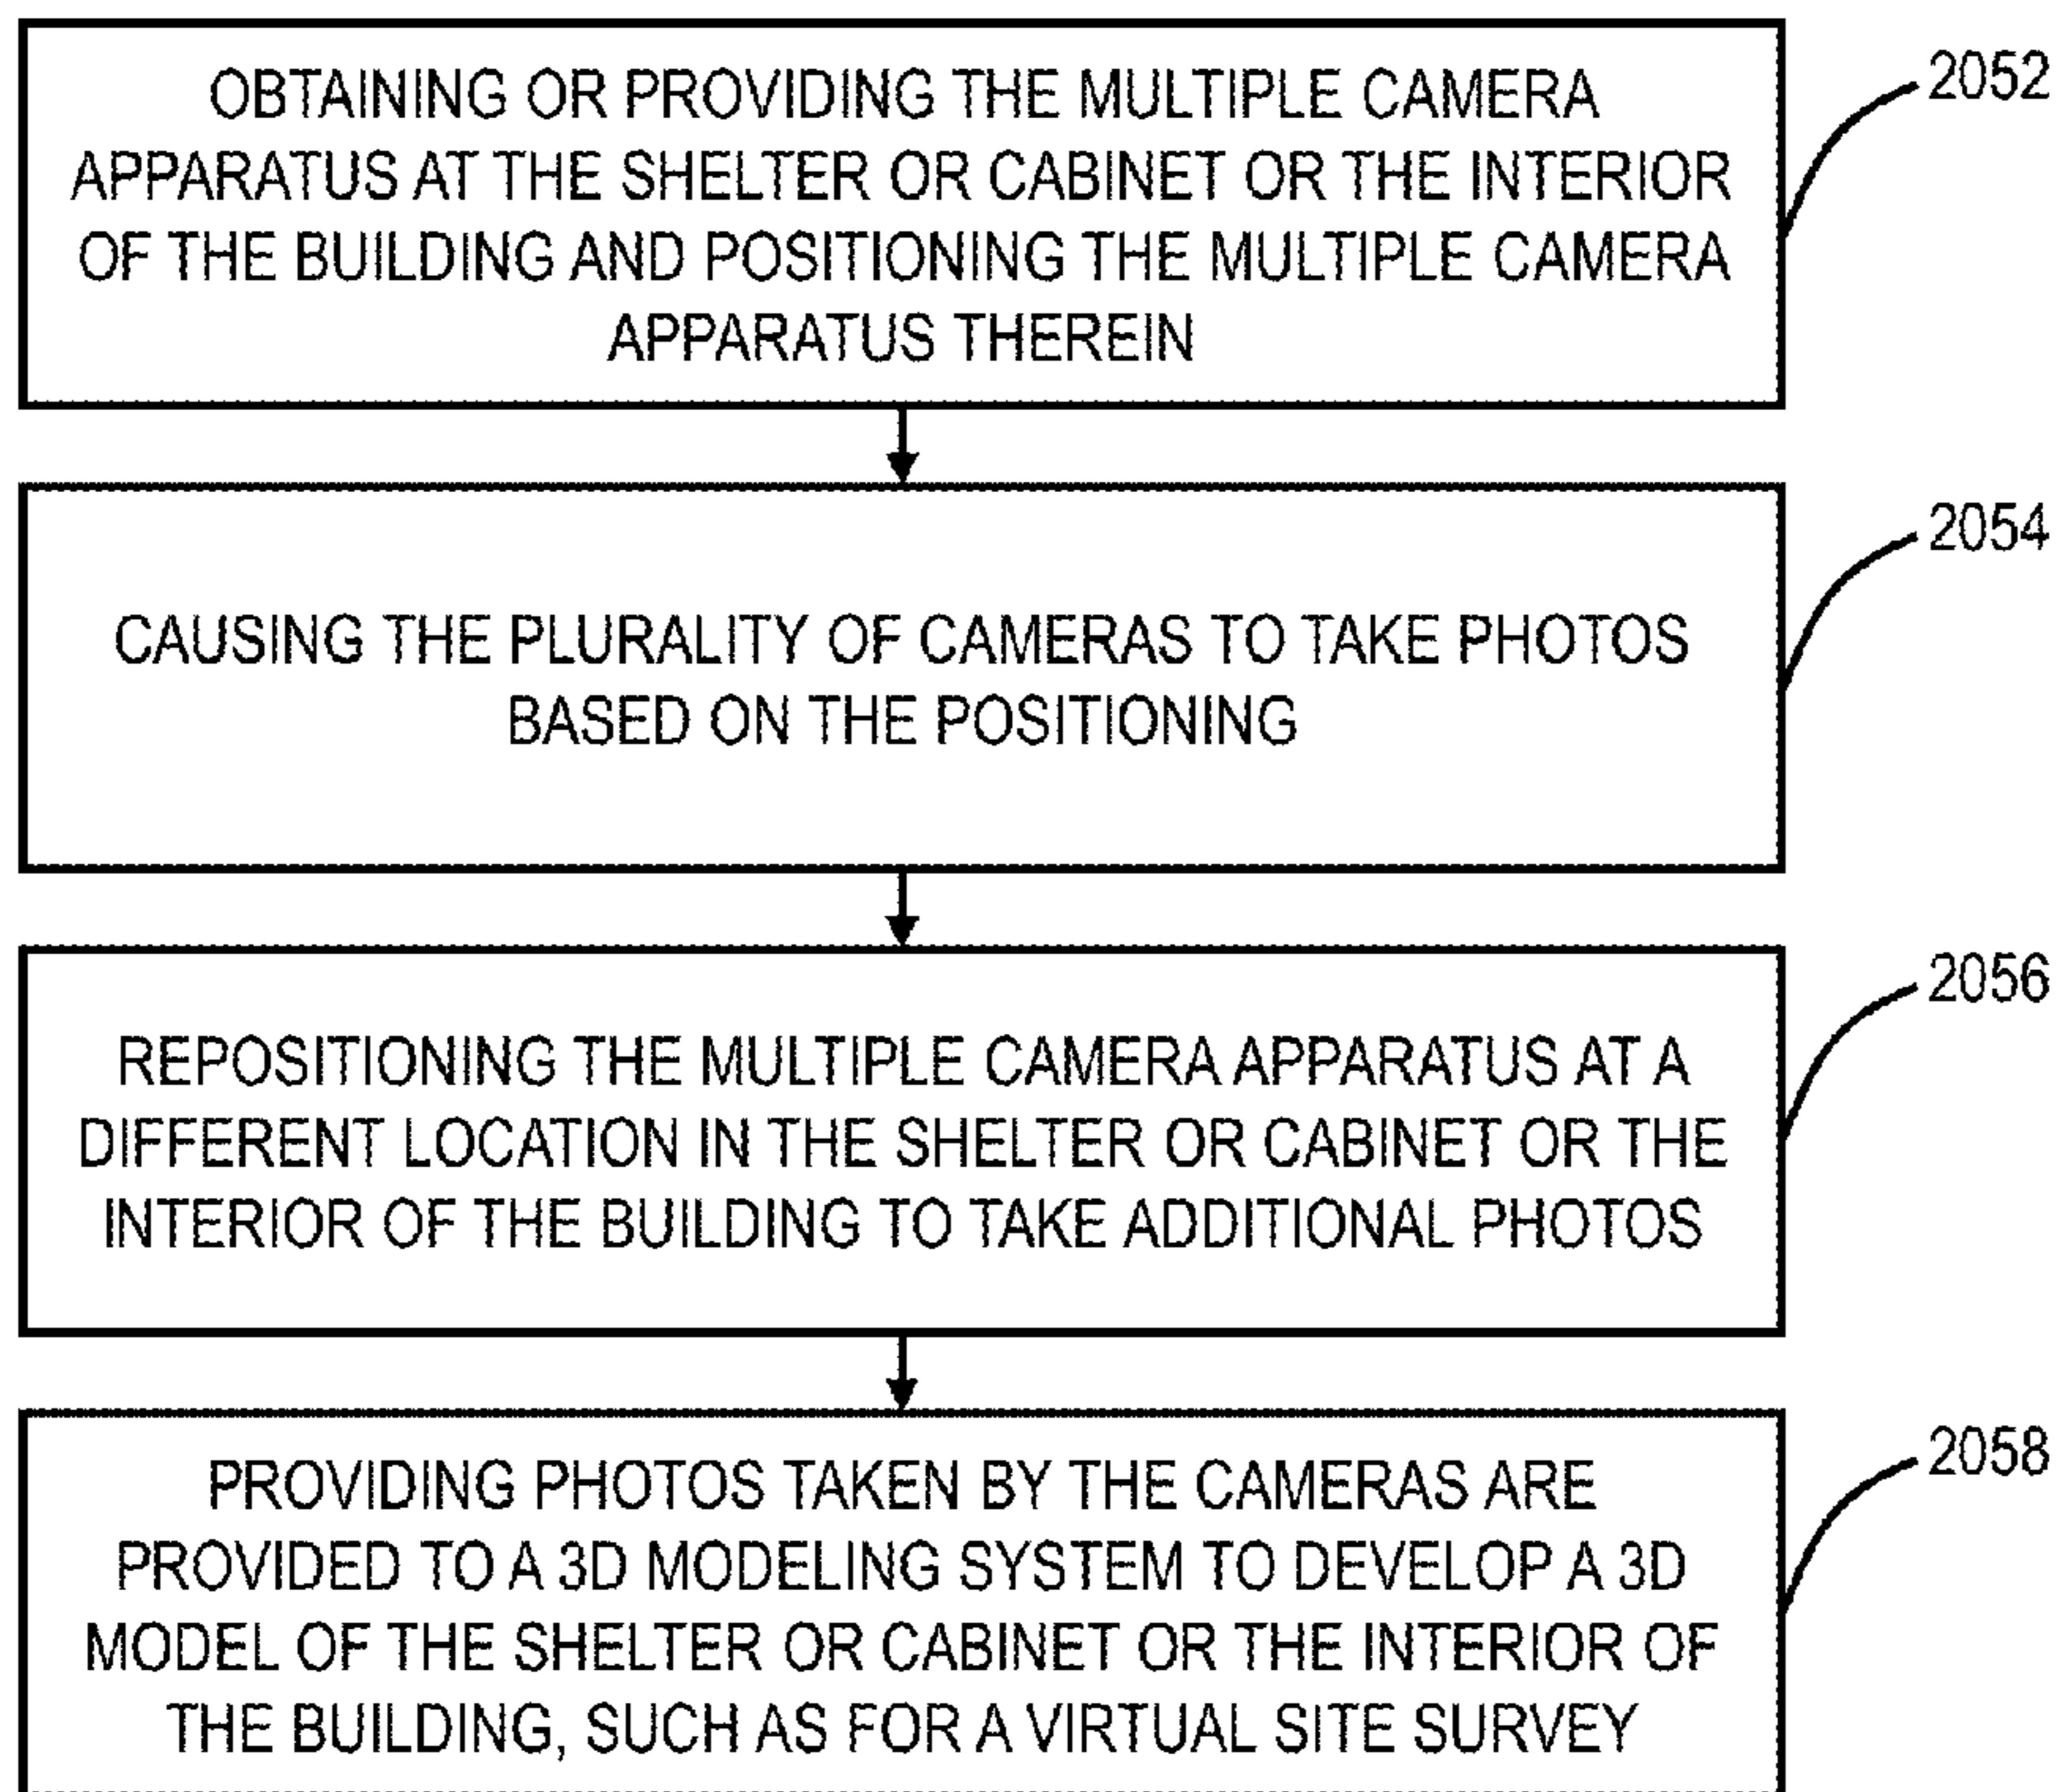 OBTAINING OR PROVIDING THE MULTIPLE CAMERA
APPARATUS AT THE SHELTER OR CABINET OR THE INTERIOR
OF THE BUILDING AND POSITIONING THE MULTIPLE CAMERA
APPARATUS THEREIN
2052
CAUSING THE PLURALITY OF CAMERAS TO TAKE PHOTOS
BASED ON THE POSITIONING
2054
REPOSITIONING THE MULTIPLE CAMERA APPARATUS AT A
DIFFERENT LOCATION IN THE SHELTER OR CABINET OR THE
INTERIOR OF THE BUILDING TO TAKE ADDITIONAL PHOTOS
2056
PROVIDING PHOTOS TAKEN BY THE CAMERAS ARE
PROVIDED TO A 3D MODELING SYSTEM TO DEVELOP A 3D
MODEL OF THE SHELTER OR CABINET OR THE INTERIOR OF
THE BUILDING, SUCH AS FOR A VIRTUAL SITE SURVEY
2058